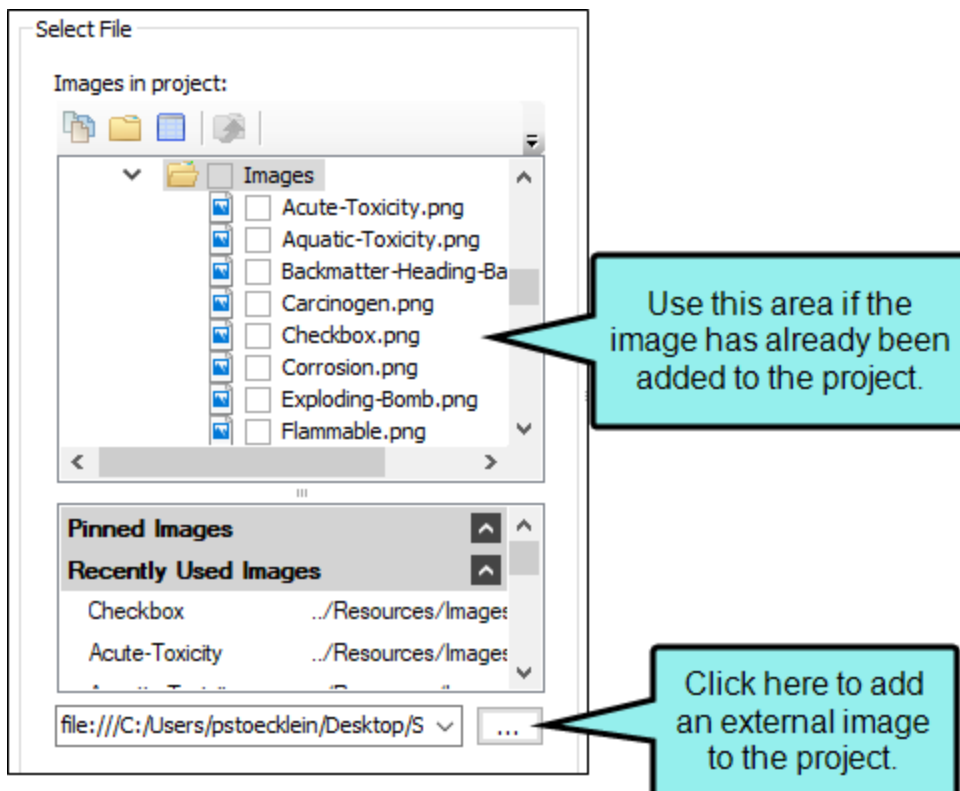 Select File
Images in project:
Images
Acute-Toxicity.png
Aquatic-Toxicity.png
Backmatter-Heading-Ba
Carcinogen.png
Checkbox.png
Corrosion.png
Exploding-Bomb.png
Flammable.png
Use this area if the
image has already been
added to the project.
Pinned Images
Recently Used Images
Checkbox ../Resources/Images
Acute-Toxicity ../Resources/Images
file:///C:/Users/pstoecklein/Desktop/S ...
Click here to add
an external image
to the project.